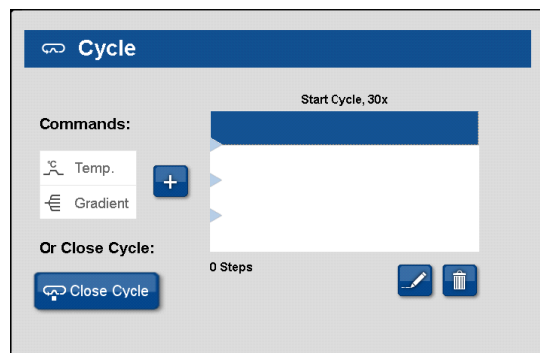 Cycle
Start Cycle, 30x
Commands:
°C Temp.
Gradient
+
Or Close Cycle:
0 Steps
Close Cycle